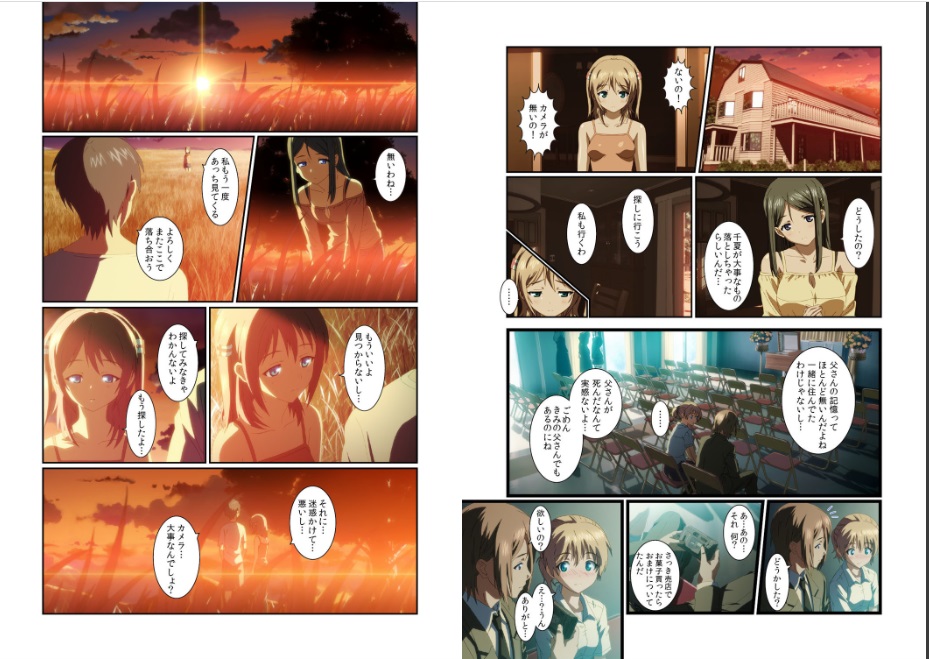 ないの!
カメラが
無いの!
どうしたの?
千夏が大事なもの
落としちゃった
らしいんだ…
探しに行こう
私も行くわ
……
父さんの記憶って
ほとんど無いんだよね
一緒に住んでた
わけじゃないし…
……
父さんが
死んだなんて
実感ないよ…
ごめん
きみの父さんでも
あるのにね
どうかした?
あ…あの…
それ 何?
さっき売店で
お菓子買ったら
おまけについて
たんだ
欲しいの?
え…?うん
ありがと…
無いわね…
私もう一度
あっち見てくる
よろしく
またここで
落ち合おう
もういいよ
見つからないし…
探してみなきゃ
わかんないよ
もう探したよ…
それに…
迷惑かけて…
悪いし…
カメラ…
大事なんでしょ?